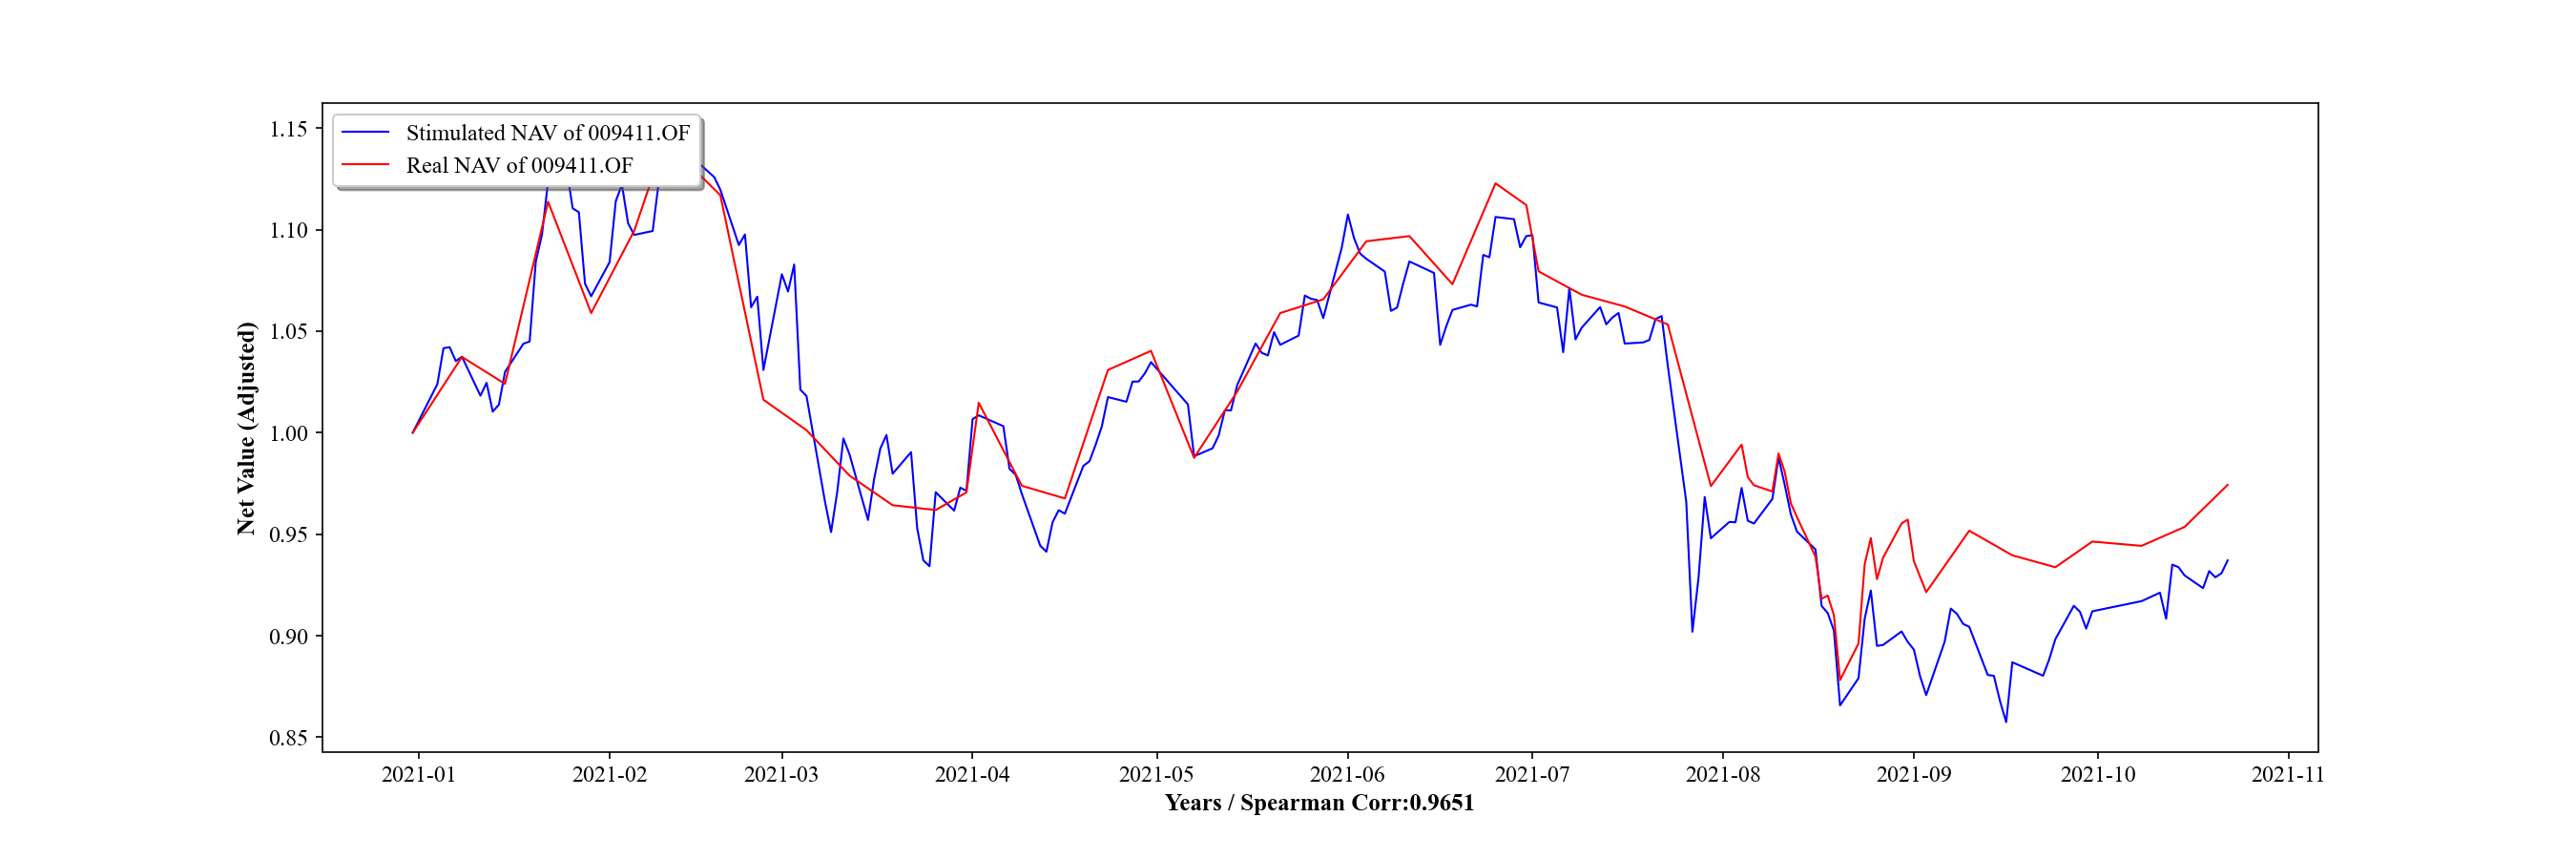 Stimulated NAV of 009411.OF
Real NAV of 009411.OF
1.15
1.10
1.05
1.00
0.95
0.90
0.85
Net Value (Adjusted)
2021-01 2021-02 2021-03 2021-04 2021-05 2021-06 2021-07 2021-08 2021-09 2021-10 2021-11
Years / Spearman Corr:0.9651